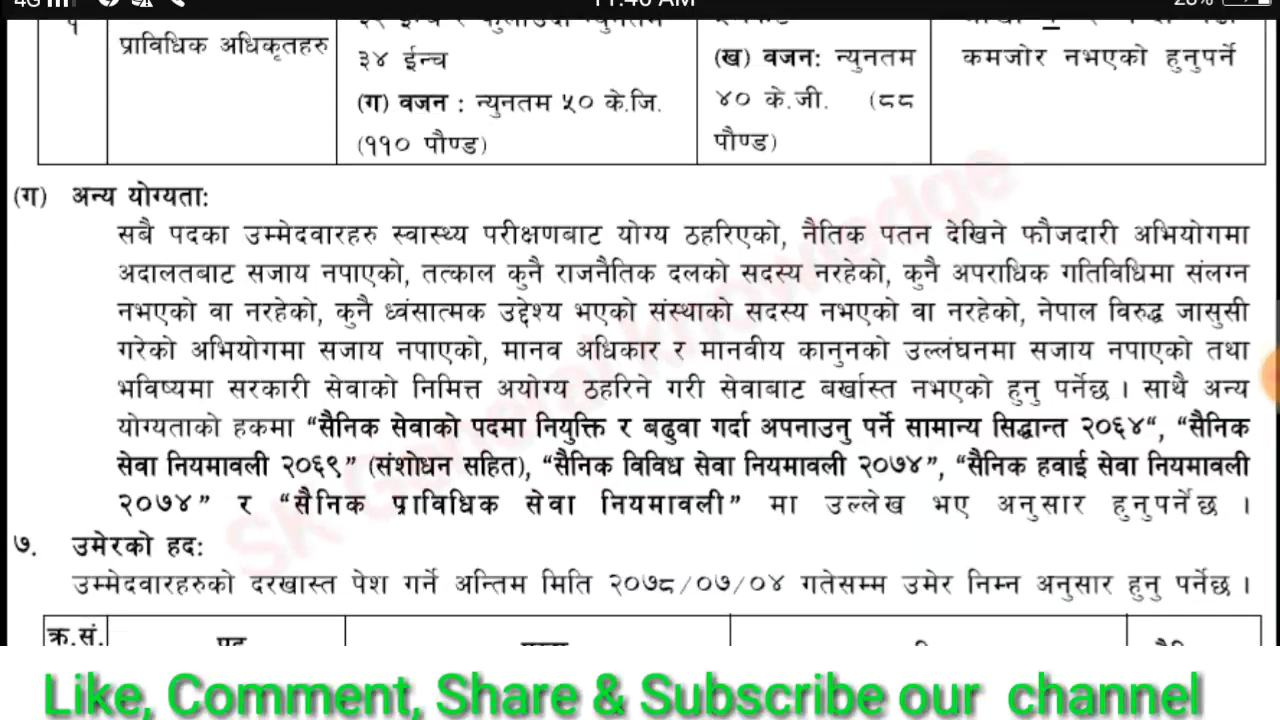 4G
११
प्राविधिक अधिकृतहरु
३४ ईन्च
(ग) वजन : न्युनतम ५० के.जि.
(११० पौण्ड)
(ख) वजन: न्युनतम
४० के.जी. (८८
पौण्ड)
कमजोर नभएको हुनुपर्ने
(ग) अन्य योग्यता:
सबै पदका उम्मेदवारहरु स्वास्थ्य परीक्षणबाट योग्य ठहरिएको, नैतिक पतन देखिने फौजदारी अभियोगमा
अदालतबाट सजाय नपाएको, तत्काल कुनै राजनैतिक दलको सदस्य नरहेको, कुनै अपराधिक गतिविधिमा संलग्न
नभएको वा नरहेको, कुनै ध्वंसात्मक उद्देश्य भएको संस्थाको सदस्य नभएको वा नरहेको, नेपाल विरुद्ध जासुसी
गरेको अभियोगमा सजाय नपाएको, मानव अधिकार र मानवीय कानुनको उल्लंघनमा सजाय नपाएको तथा
भविष्यमा सरकारी सेवाको निमित्त अयोग्य ठहरिने गरी सेवाबाट बर्खास्त नभएको हुनु पर्नेछ । साथै अन्य
योग्यताको हकमा “सैनिक सेवाको पदमा नियुक्ति र बढुवा गर्दा अपनाउनु पर्ने सामान्य सिद्धान्त २०६४“, “सैनिक
सेवा नियमावली २०६९” (संशोधन सहित), “सैनिक विविध सेवा नियमावली २०७४”, “सैनिक हवाई सेवा नियमावली
२०७४” र “सैनिक प्राविधिक सेवा नियमावली” मा उल्लेख भए अनुसार हुनुपर्नेछ ।
७. उमेरको हद:
उम्मेदवारहरुको दरखास्त पेश गर्ने अन्तिम मिति २०७८/०७/०४ गतेसम्म उमेर निम्न अनुसार हुनु पर्नेछ ।
क्र.सं.
SK General knowledge
Like, Comment, Share & Subscribe our channel